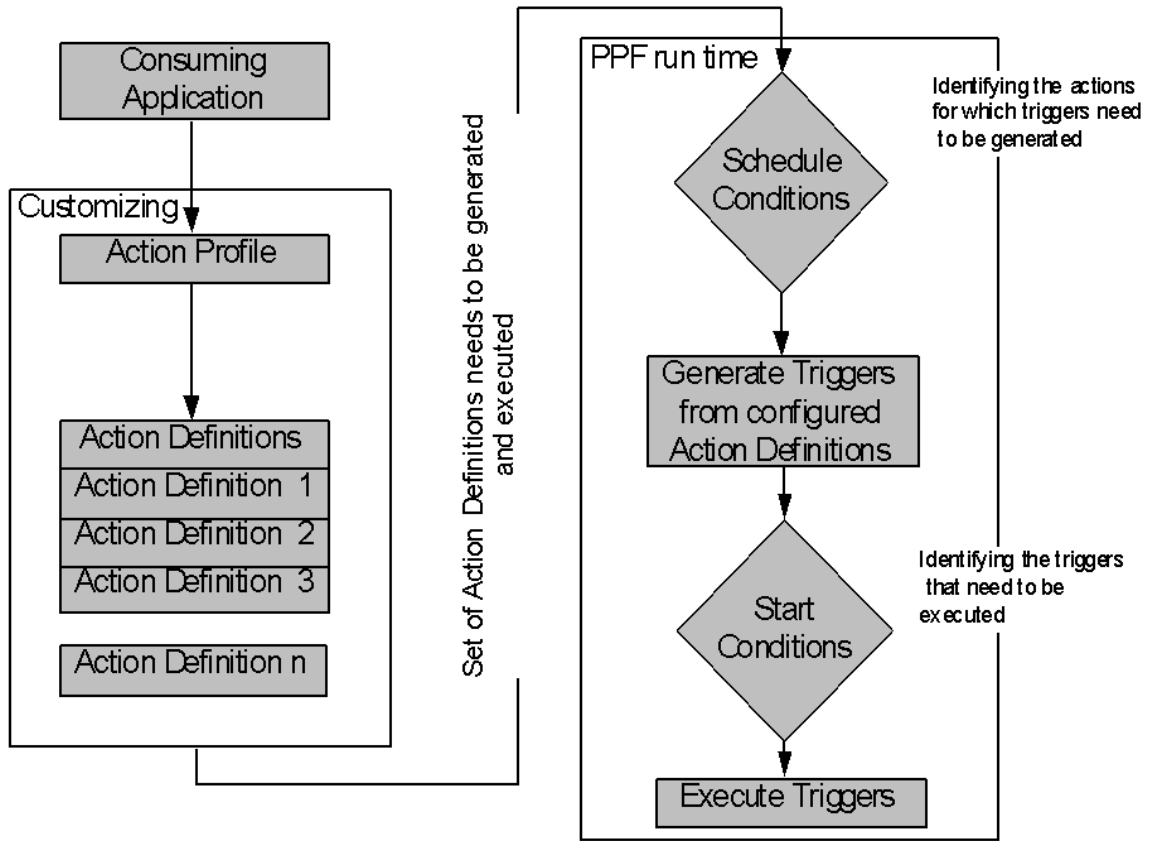 Consuming
Application
Customizing
Action Profile
Action Definitions
Action Definition 1
Action Definition 2
Action Definition 3
Action Definition n
Set of Action Definitions needs to be generated
and executed
PPF run time
Schedule
Conditions
Identifying the actions
for which triggers need
to be generated
Generate Triggers
from configured
Action Definitions
Start
Conditions
Identifying the triggers
that need to be
executed
Execute Triggers